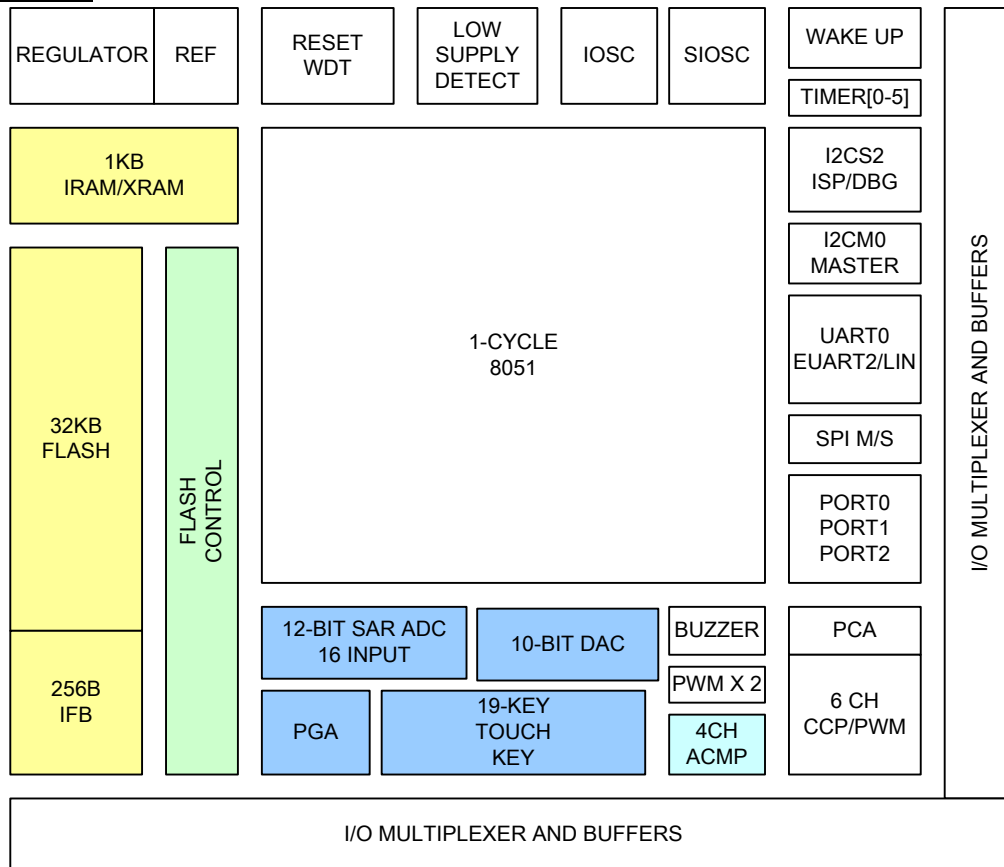 REGULATOR
REF
RESET
WDT
LOW
SUPPLY
DETECT
IOSC
SIOSC
WAKE UP
TIMER[0-5]
1KB
IRAM/XRAM
I2CS2
ISP/DBG
I2CM0
MASTER
1-CYCLE
8051
UART0
EUART2/LIN
32KB
FLASH
FLASH
CONTROL
SPI M/S
PORT0
PORT1
PORT2
I/O MULTIPLEXER AND BUFFERS
12-BIT SAR ADC
16 INPUT
10-BIT DAC
BUZZER
PCA
256B
IFB
PGA
19-KEY
TOUCH
KEY
PWM X 2
4CH
ACMP
6 CH
CCP/PWM
I/O MULTIPLEXER AND BUFFERS